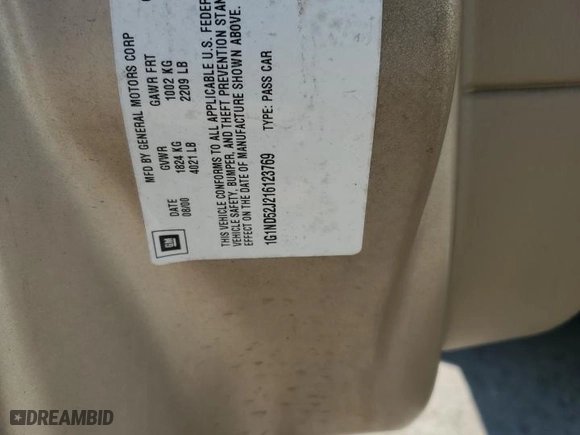 MFD BY GENERAL MOTORS CORP
DATE GVWR GAWR FRT
08/00 1824 KG 1002 KG
4021 LB 2209 LB
THIS VEHICLE CONFORMS TO ALL APPLICABLE U.S. FEDER
VEHICLE SAFETY, BUMPER, AND THEFT PREVENTION STAN
EFFECT ON THE DATE OF MANUFACTURE SHOWN ABOVE.
1G1ND52J216123769 TYPE: PASS CAR
GM
DREAMBID